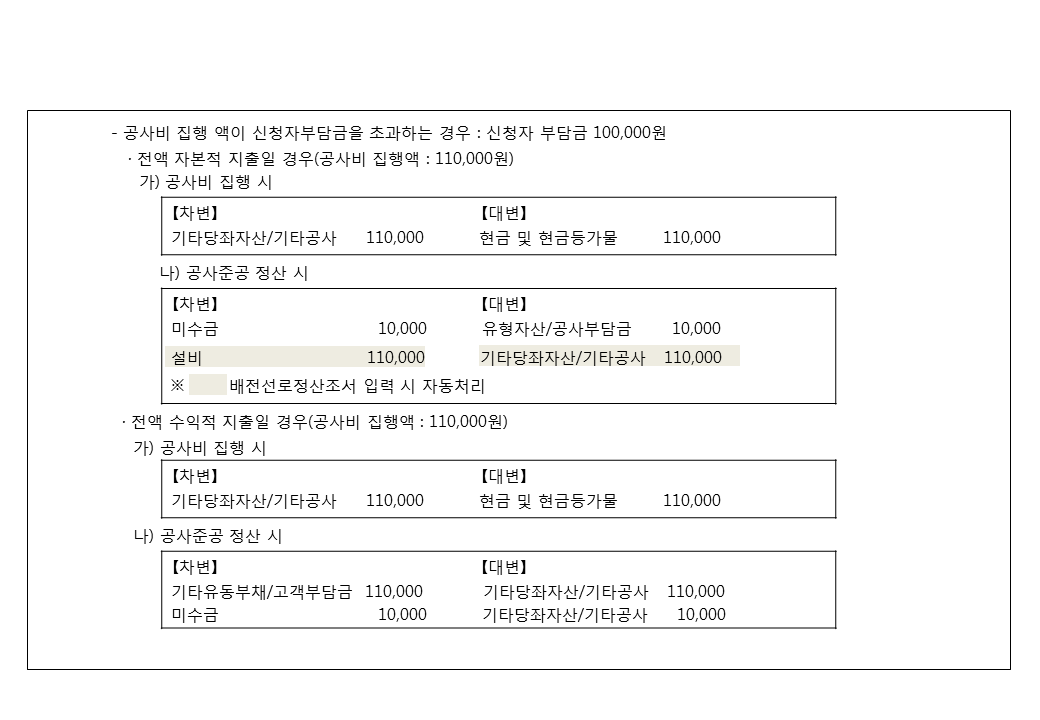 - 공사비 집행 액이 신청자부담금을 초과하는 경우 : 신청자 부담금 100,000원
· 전액 자본적 지출일 경우(공사비 집행액 : 110,000원)
가) 공사비 집행 시
【차변】 【대변】
기타당좌자산/기타공사 110,000 현금 및 현금등가물 110,000
나) 공사준공 정산 시
【차변】 【대변】
미수금 10,000 유형자산/공사부담금 10,000
설비 110,000 기타당좌자산/기타공사 110,000
※ 배전선로정산조서 입력 시 자동처리
· 전액 수익적 지출일 경우(공사비 집행액 : 110,000원)
가) 공사비 집행 시
【차변】 【대변】
기타당좌자산/기타공사 110,000 현금 및 현금등가물 110,000
나) 공사준공 정산 시
【차변】 【대변】
기타유동부채/고객부담금 110,000 기타당좌자산/기타공사 110,000
미수금 10,000 기타당좌자산/기타공사 10,000